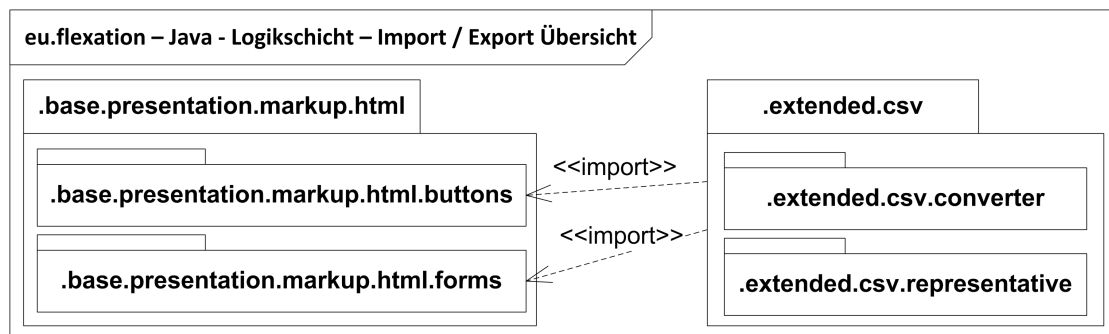 eu.flexation – Java - Logikschicht – Import / Export Übersicht
.base.presentation.markup.html
.base.presentation.markup.html.buttons
.base.presentation.markup.html.forms
<<import>>
<<import>>
.extended.csv
.extended.csv.converter
.extended.csv.representative